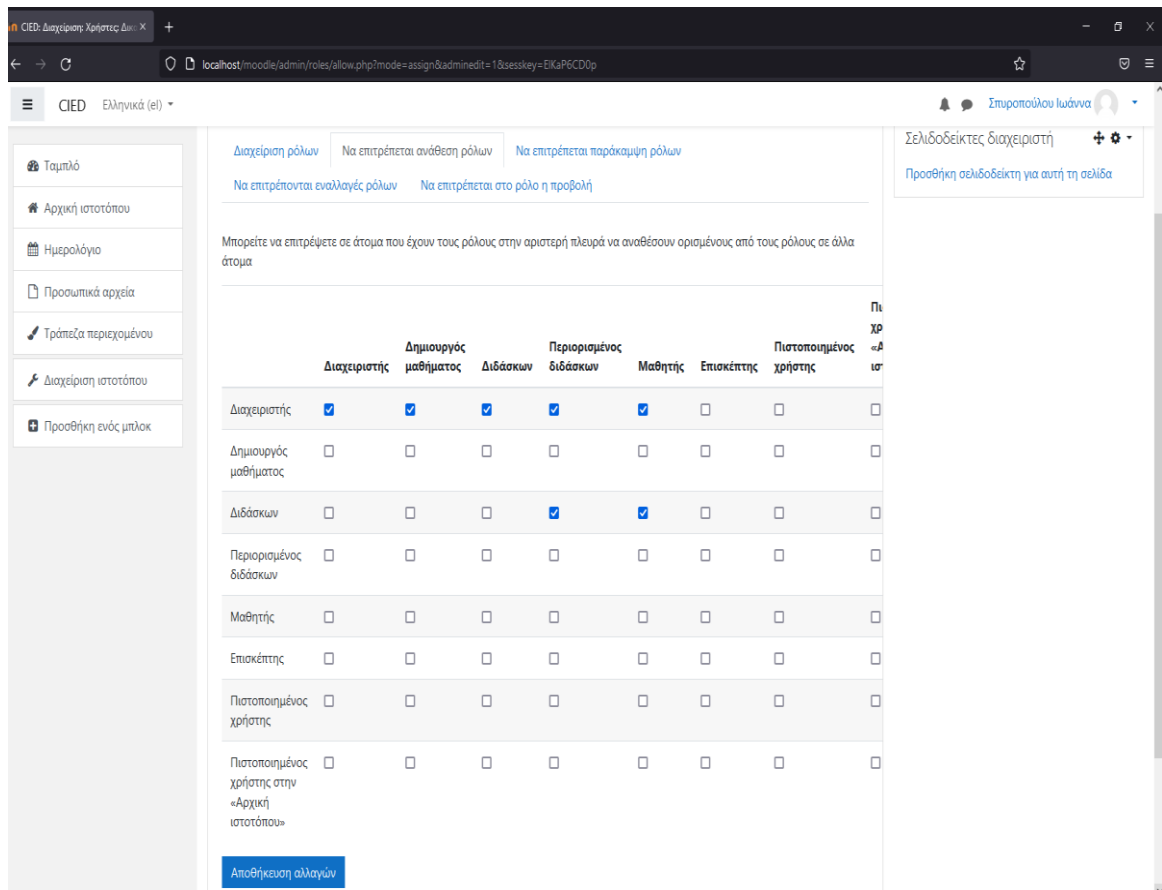 CIED: Διαχείριση: Χρήστες: Δικα
localhost/moodle/admin/roles/allow.php?mode=assign&adminedit=1&sesskey=ElKaP6CD0p
CIED Ελληνικά (el)
Σπυροπούλου Ιωάννα
Ταμπλό
Αρχική ιστοτόπου
Ημερολόγιο
Προσωπικά αρχεία
Τράπεζα περιεχομένου
Διαχείριση ιστοτόπου
Προσθήκη ενός μπλοκ
Διαχείριση ρόλων Να επιτρέπεται ανάθεση ρόλων Να επιτρέπεται παράκαμψη ρόλων
Να επιτρέπονται εναλλαγές ρόλων Να επιτρέπεται στο ρόλο η προβολή
Μπορείτε να επιτρέψετε σε άτομα που έχουν τους ρόλους στην αριστερή πλευρά να αναθέσουν ορισμένους από τους ρόλους σε άλλα
άτομα
Διαχειριστής
Δημιουργός
μαθήματος
Διδάσκων
Περιορισμένος
διδάσκων
Μαθητής
Επισκέπτης
Πιστοποιημένος
χρήστης
Διαχειριστής
Δημιουργός
μαθήματος
Διδάσκων
Περιορισμένος
διδάσκων
Μαθητής
Επισκέπτης
Πιστοποιημένος
χρήστης
Πιστοποιημένος
χρήστης στην
«Αρχική
ιστοτόπου»
Αποθήκευση αλλαγών
Σελιδοδείκτες διαχειριστή
Προσθήκη σελιδοδείκτη για αυτή τη σελίδα